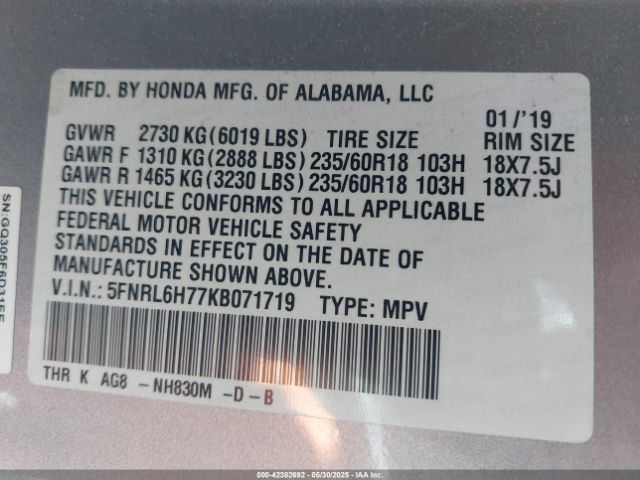 MFD. BY HONDA MFG. OF ALABAMA, LLC
01/'19
GVWR 2730 KG(6019 LBS) TIRE SIZE RIM SIZE
GAWR F 1310 KG(2888 LBS)235/60R18 103H 18X7.5J
GAWR R 1465 KG(3230 LBS)235/60R18 103H 18X7.5J
THIS VEHICLE CONFORMS TO ALL APPLICABLE
FEDERAL MOTOR VEHICLE SAFETY
STANDARDS IN EFFECT ON THE DATE OF
MANUFACTURE SHOWN ABOVE.
V.I.N.: 5FNRL6H77KB071719 TYPE: MPV
THR K AG8 -NH830M -D-B
000-42382692 - 05/30/2025 - IAA Inc.